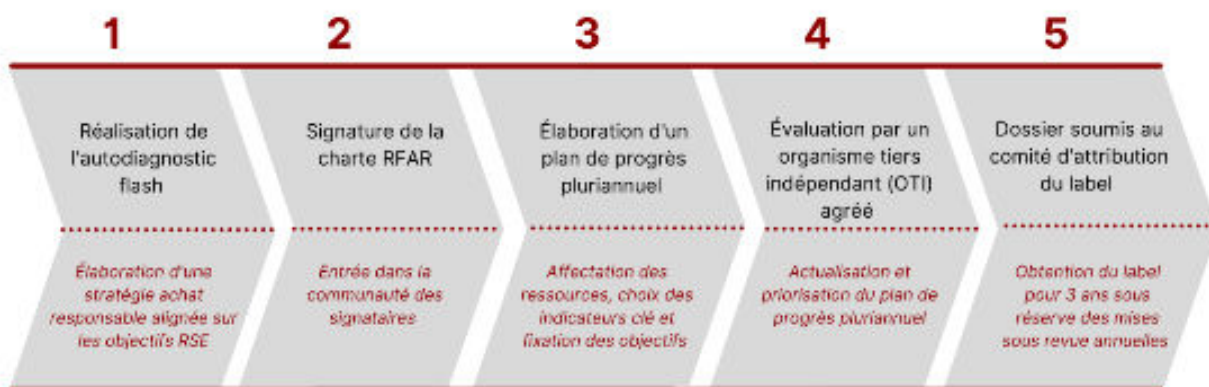 1
Réalisation de
l'autodiagnostic
flash
Élaboration d'une
stratégie achat
responsable alignée sur
les objectifs RSE
2
Signature de la
charte RFAR
Entrée dans la
communauté des
signataires
3
Élaboration d'un
plan de progrès
pluriannuel
Affectation des
ressources, choix des
indicateurs clé et
fixation des objectifs
4
Évaluation par un
organisme tiers
indépendant (OTI)
agréé
Actualisation et
priorisation du plan de
progrès pluriannuel
5
Dossier soumis au
comité d'attribution
du label
Obtention du label
pour 3 ans sous
réserve des mises
sous revue annuelles